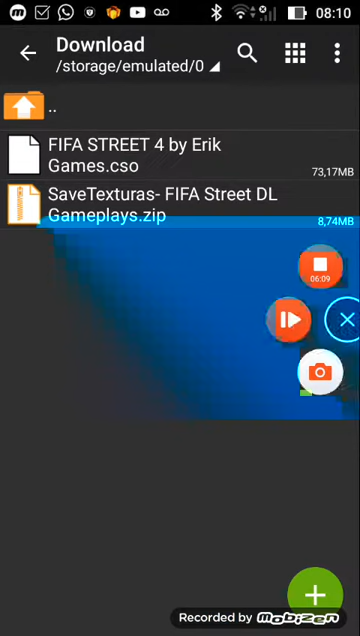 08:10
Download
/storage/emulated/0
..
FIFA STREET 4 by Erik
Games.cso
73,17MB
SaveTexturas- FIFA Street DL
Gameplays.zip
8,74MB
06:09
Recorded by Mobizen